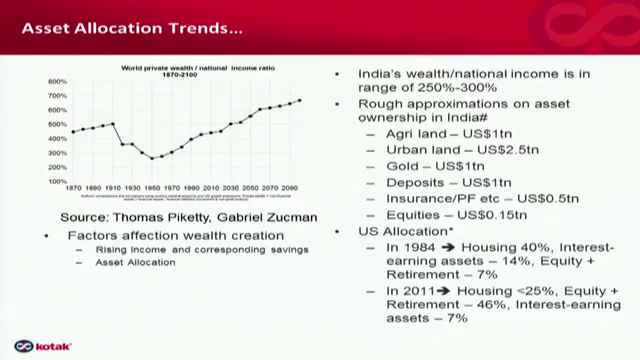 Asset Allocation Trends...
World private wealth / national income ratio
1870-2100
800%
700%
600%
500%
400%
300%
200%
100%
1870 1890 1910 1930 1950 1970 1990 2010 2030 2050 2070 2090
Source: Thomas Piketty, Gabriel Zucman
• Factors affection wealth creation
– Rising Income and corresponding savings
– Asset Allocation
• India's wealth/national income is in
range of 250%-300%
• Rough approximations on asset
ownership in India#
– Agri land – US$1tn
– Urban land – US$2.5tn
– Gold – US$1tn
– Deposits – US$1tn
– Insurance/PF etc – US$0.5tn
– Equities – US$0.15tn
• US Allocation*
– In 1984 ➔ Housing 40%, Interest-
earning assets – 14%, Equity +
Retirement – 7%
– In 2011➔ Housing <25%, Equity +
Retirement – 46%, Interest-earning
assets – 7%
kotak